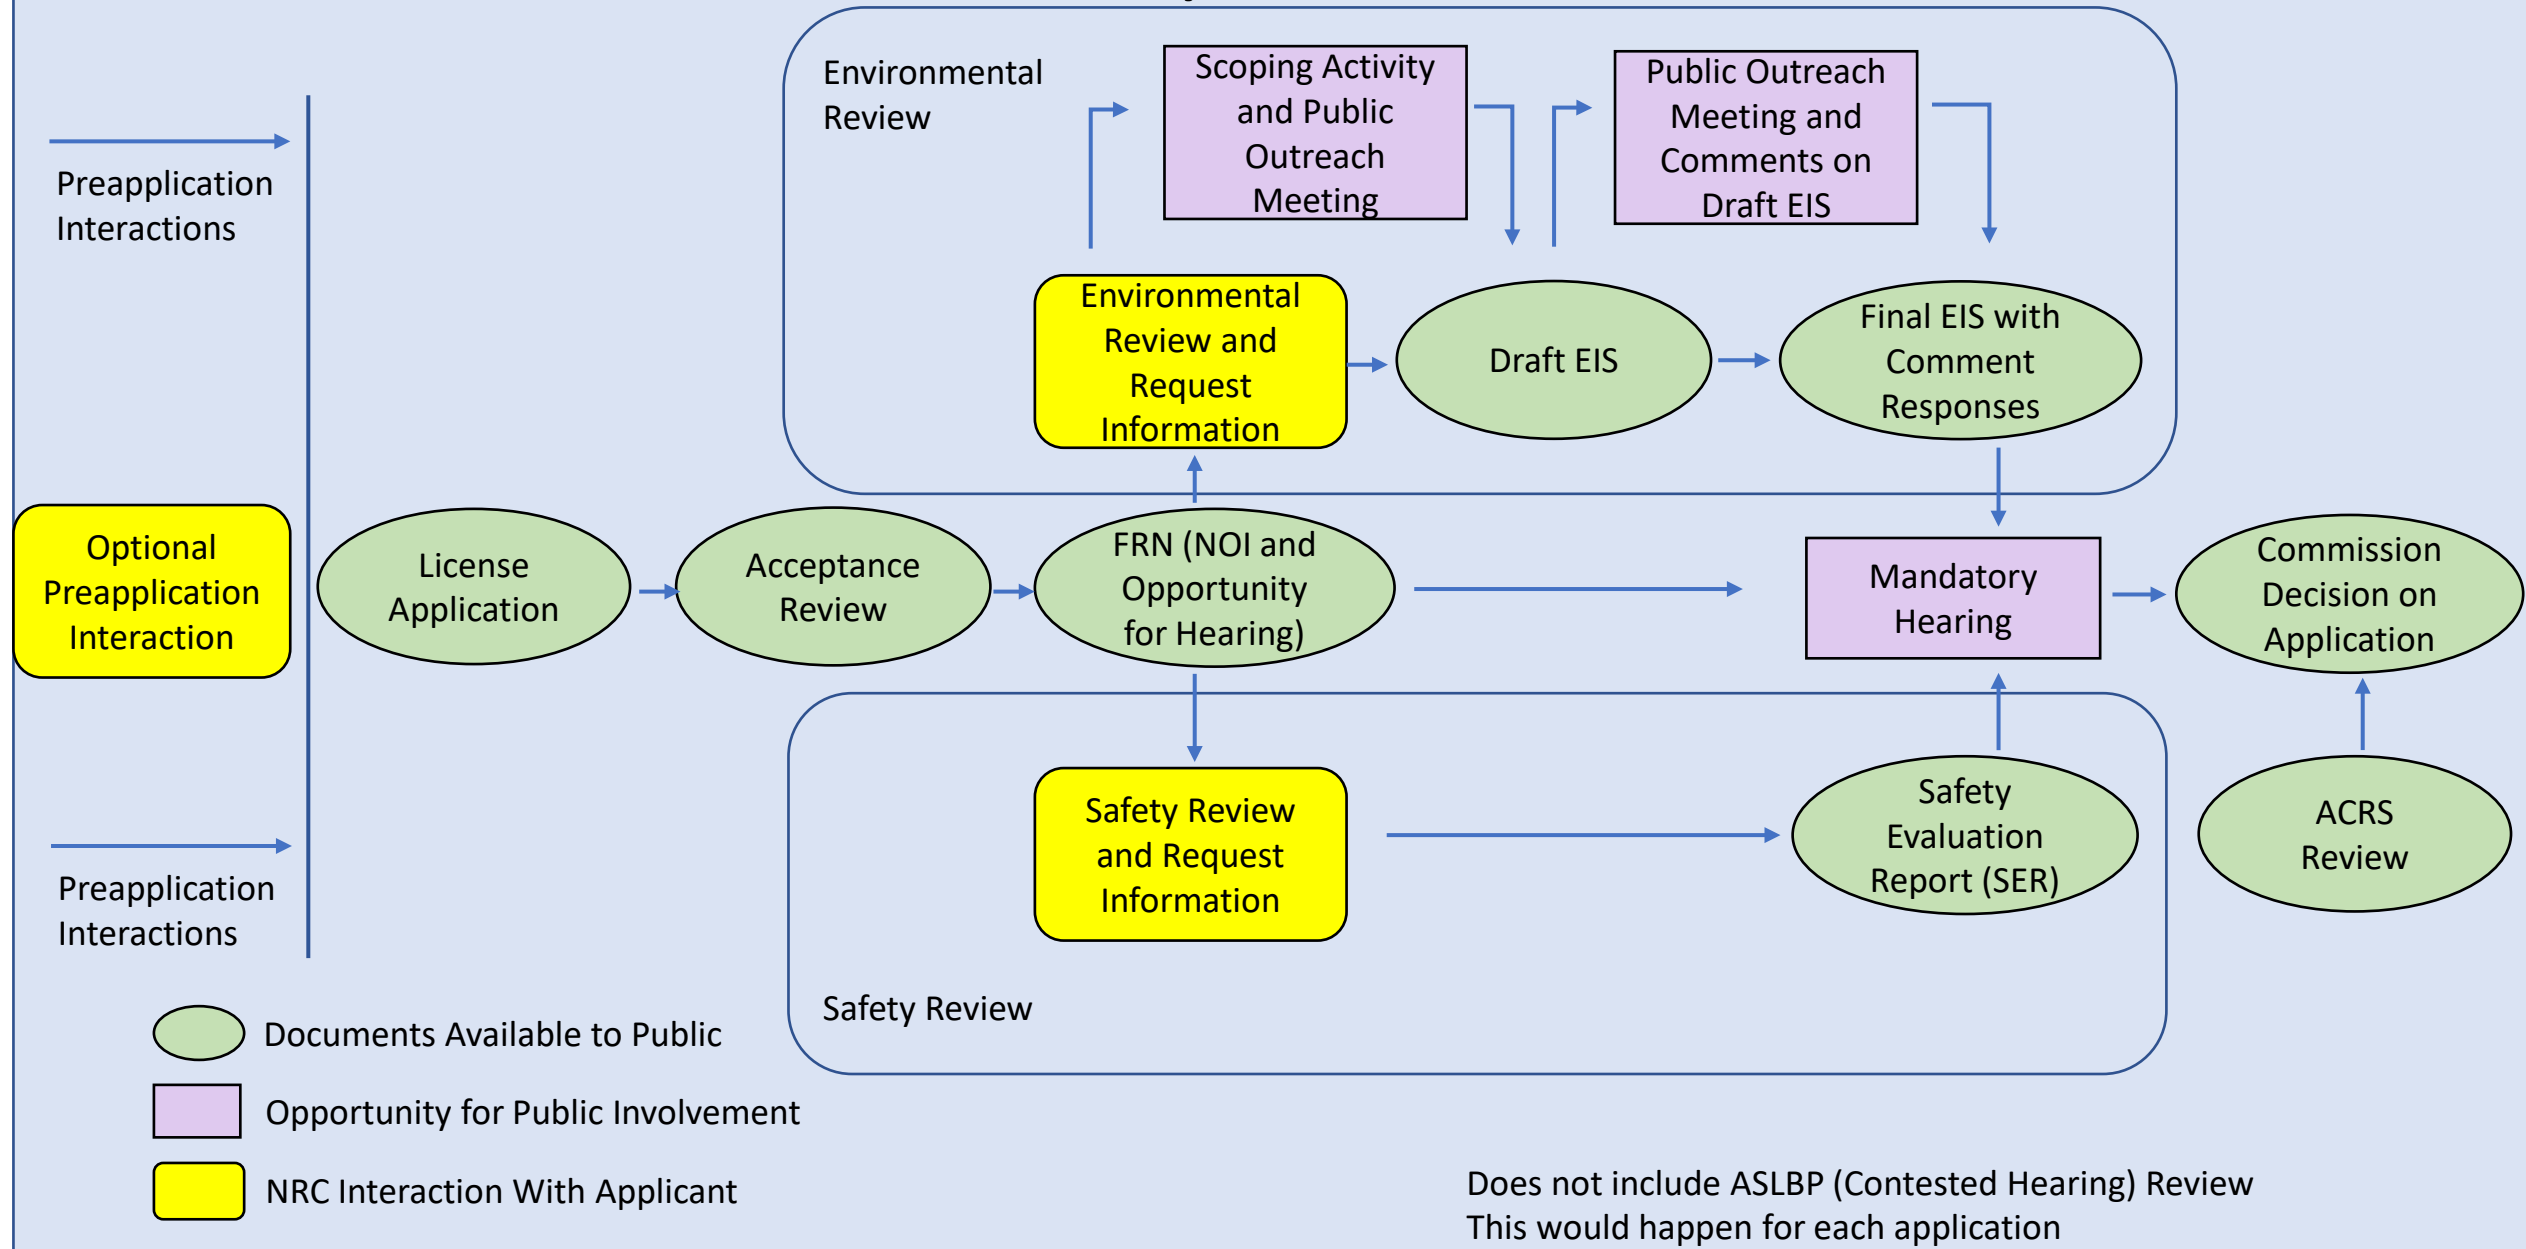 Environmental
Review
Scoping Activity
and Public
Outreach
Meeting
Public Outreach
Meeting and
Comments on
Draft EIS
Preapplication
Interactions
Environmental
Review and
Request
Information
Draft EIS
Final EIS with
Comment
Responses
Optional
Preapplication
Interaction
License
Application
Acceptance
Review
FRN (NOI and
Opportunity
for Hearing)
Mandatory
Hearing
Commission
Decision on
Application
Safety Review
and Request
Information
Safety
Evaluation
Report (SER)
ACRS
Review
Preapplication
Interactions
Safety Review
Documents Available to Public
Opportunity for Public Involvement
NRC Interaction With Applicant
Does not include ASLBP (Contested Hearing) Review
This would happen for each application